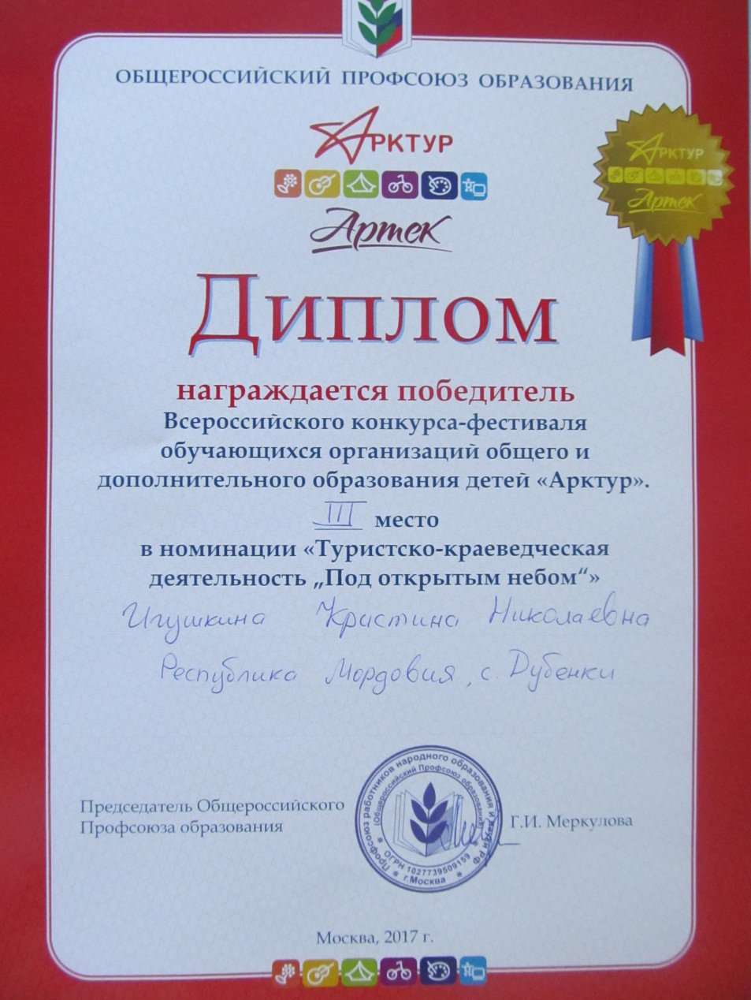 ОБЩЕРОССИЙСКИЙ ПРОФСОЮЗ ОБРАЗОВАНИЯ
АРКТУР
Артек
АРКТУР
Артек
Диплом
награждается победитель
Всероссийского конкурса-фестиваля
обучающихся организаций общего и
дополнительного образования детей «Арктур».
III место
в номинации «Туристско-краеведческая
деятельность „Под открытым небом“»
Игушкина Кристина Николаевна
Республика Мордовия, с. Дубенки
Председатель Общероссийского
Профсоюза образования
Профсоюз работников народного образования и науки РФ
(Общероссийский Профсоюз образования)
ОГРН 1027739509159
г.Москва
Г.И. Меркулова
Москва, 2017 г.